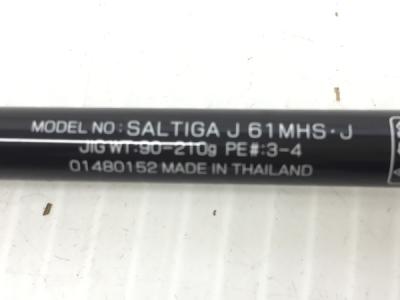 MODEL NO: SALTIGA J 61MHS·J
JIG WT: 90-210g PE#:3-4
01480152 MADE IN THAILAND